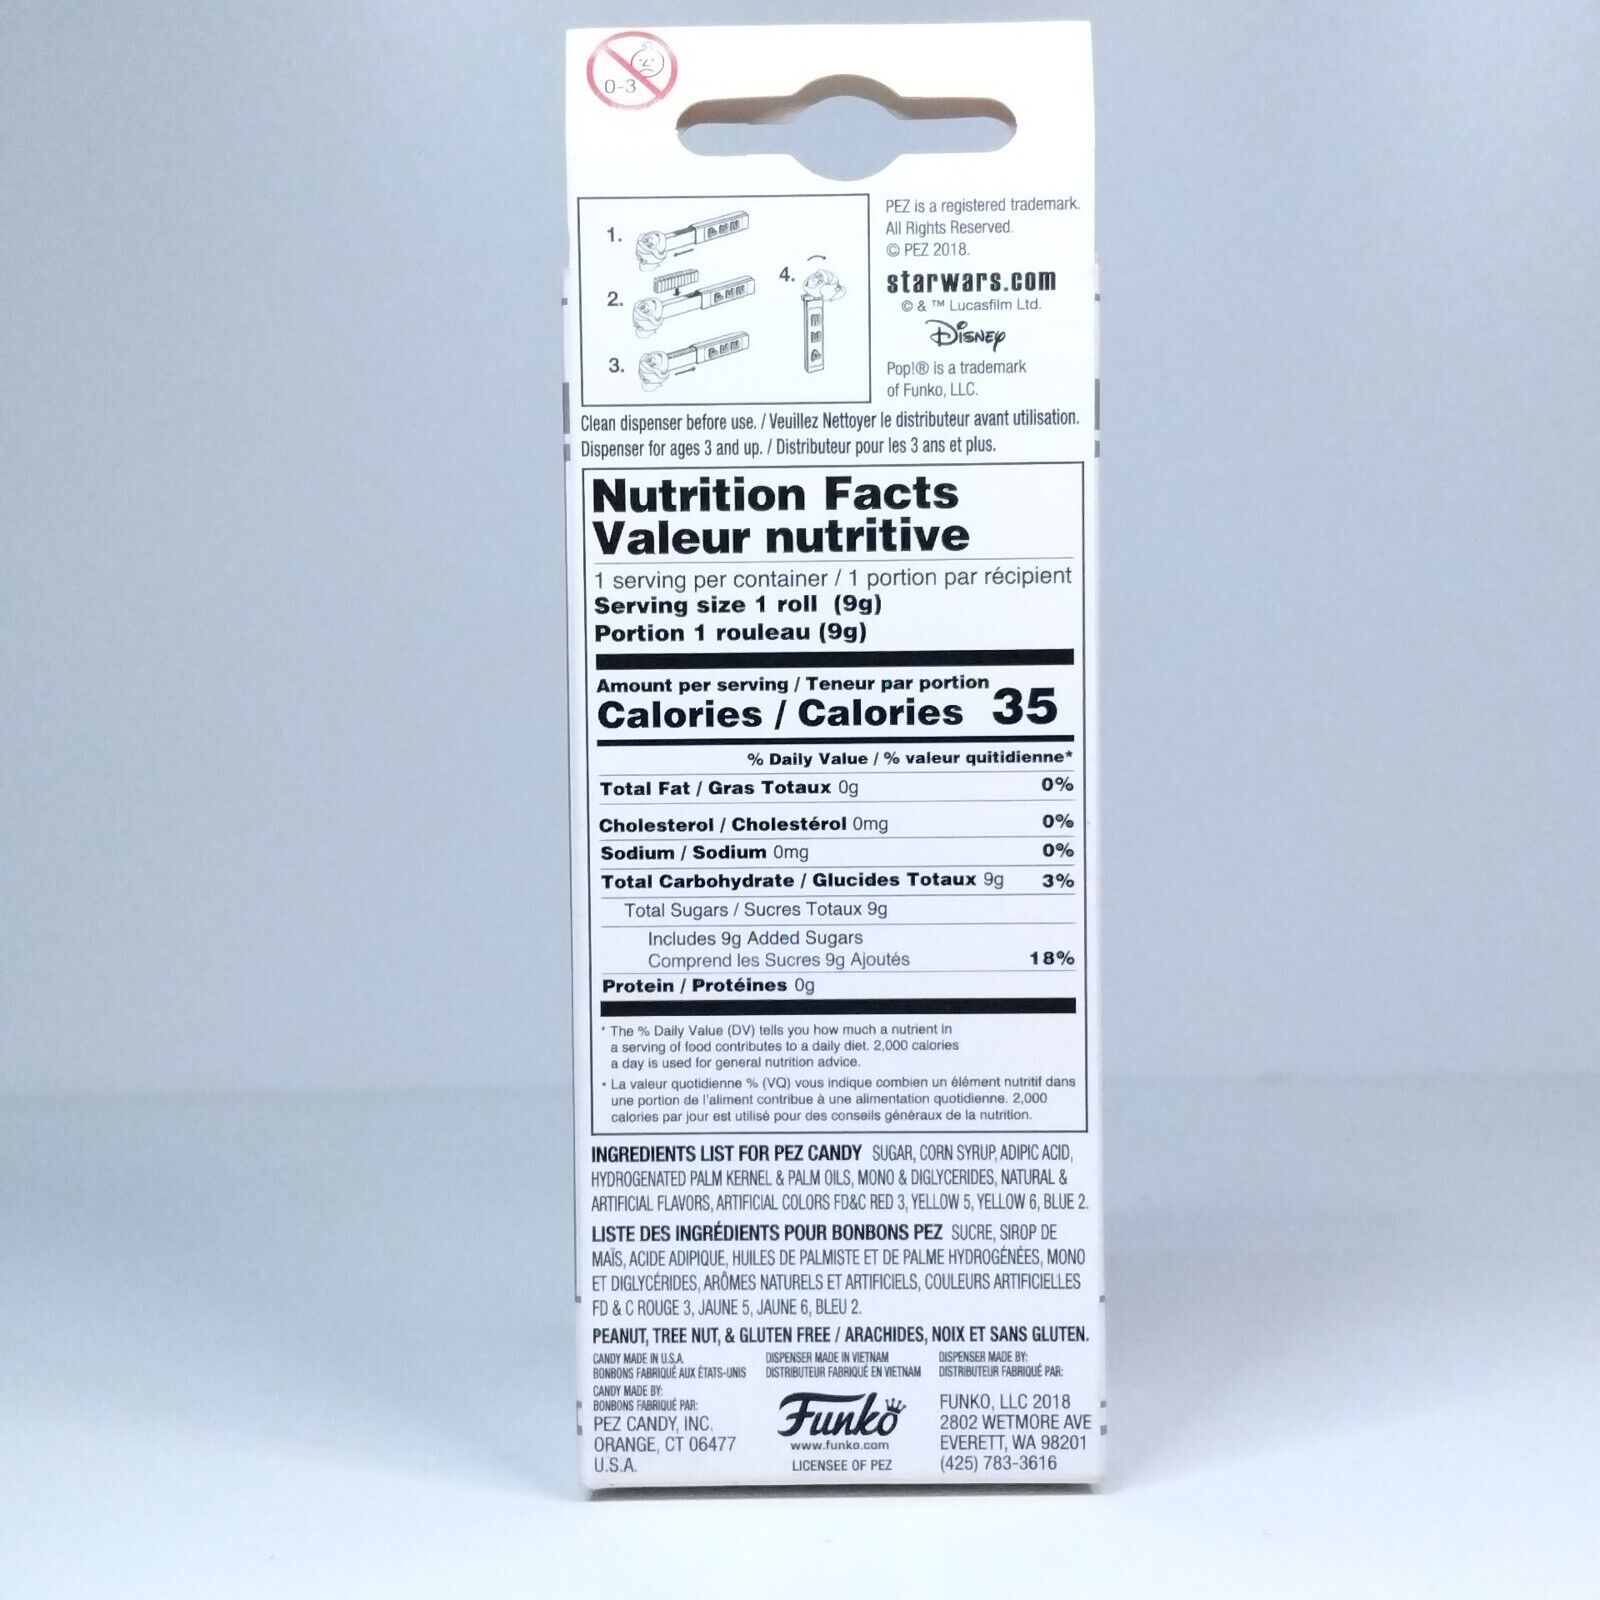 0-3
1.
2.
3.
4.
PEZ is a registered trademark.
All Rights Reserved.
© PEZ 2018.
starwars.com
© & ™ Lucasfilm Ltd.
Disney
Pop!® is a trademark
of Funko, LLC.
Clean dispenser before use. / Veuillez Nettoyer le distributeur avant utilisation.
Dispenser for ages 3 and up. / Distributeur pour les 3 ans et plus.
Nutrition Facts
Valeur nutritive
1 serving per container / 1 portion par récipient
Serving size 1 roll (9g)
Portion 1 rouleau (9g)
Amount per serving / Teneur par portion
Calories / Calories 35
% Daily Value / % valeur quitidienne*
Total Fat / Gras Totaux 0g 0%
Cholesterol / Cholestérol 0mg 0%
Sodium / Sodium 0mg 0%
Total Carbohydrate / Glucides Totaux 9g 3%
Total Sugars / Sucres Totaux 9g
Includes 9g Added Sugars
Comprend les Sucres 9g Ajoutés 18%
Protein / Protéines 0g
* The % Daily Value (DV) tells you how much a nutrient in
a serving of food contributes to a daily diet. 2,000 calories
a day is used for general nutrition advice.
* La valeur quotidienne % (VQ) vous indique combien un élément nutritif dans
une portion de l'aliment contribue à une alimentation quotidienne. 2,000
calories par jour est utilisé pour des conseils généraux de la nutrition.
INGREDIENTS LIST FOR PEZ CANDY SUGAR, CORN SYRUP, ADIPIC ACID,
HYDROGENATED PALM KERNEL & PALM OILS, MONO & DIGLYCERIDES, NATURAL &
ARTIFICIAL FLAVORS, ARTIFICIAL COLORS FD&C RED 3, YELLOW 5, YELLOW 6, BLUE 2.
LISTE DES INGRÉDIENTS POUR BONBONS PEZ SUCRE, SIROP DE
MAÏS, ACIDE ADIPIQUE, HUILES DE PALMISTE ET DE PALME HYDROGÉNÉES, MONO
ET DIGLYCÉRIDES, ARÔMES NATURELS ET ARTIFICIELS, COULEURS ARTIFICIELLES
FD & C ROUGE 3, JAUNE 5, JAUNE 6, BLEU 2.
PEANUT, TREE NUT, & GLUTEN FREE / ARACHIDES, NOIX ET SANS GLUTEN.
CANDY MADE IN U.S.A.
BONBONS FABRIQUÉ AUX ÉTATS-UNIS
CANDY MADE BY:
BONBONS FABRIQUÉ PAR:
PEZ CANDY, INC.
ORANGE, CT 06477
U.S.A.
DISPENSER MADE IN VIETNAM
DISTRIBUTEUR FABRIQUÉ EN VIETNAM
Funko
www.funko.com
LICENSEE OF PEZ
DISPENSER MADE BY:
DISTRIBUTEUR FABRIQUÉ PAR:
FUNKO, LLC 2018
2802 WETMORE AVE
EVERETT, WA 98201
(425) 783-3616